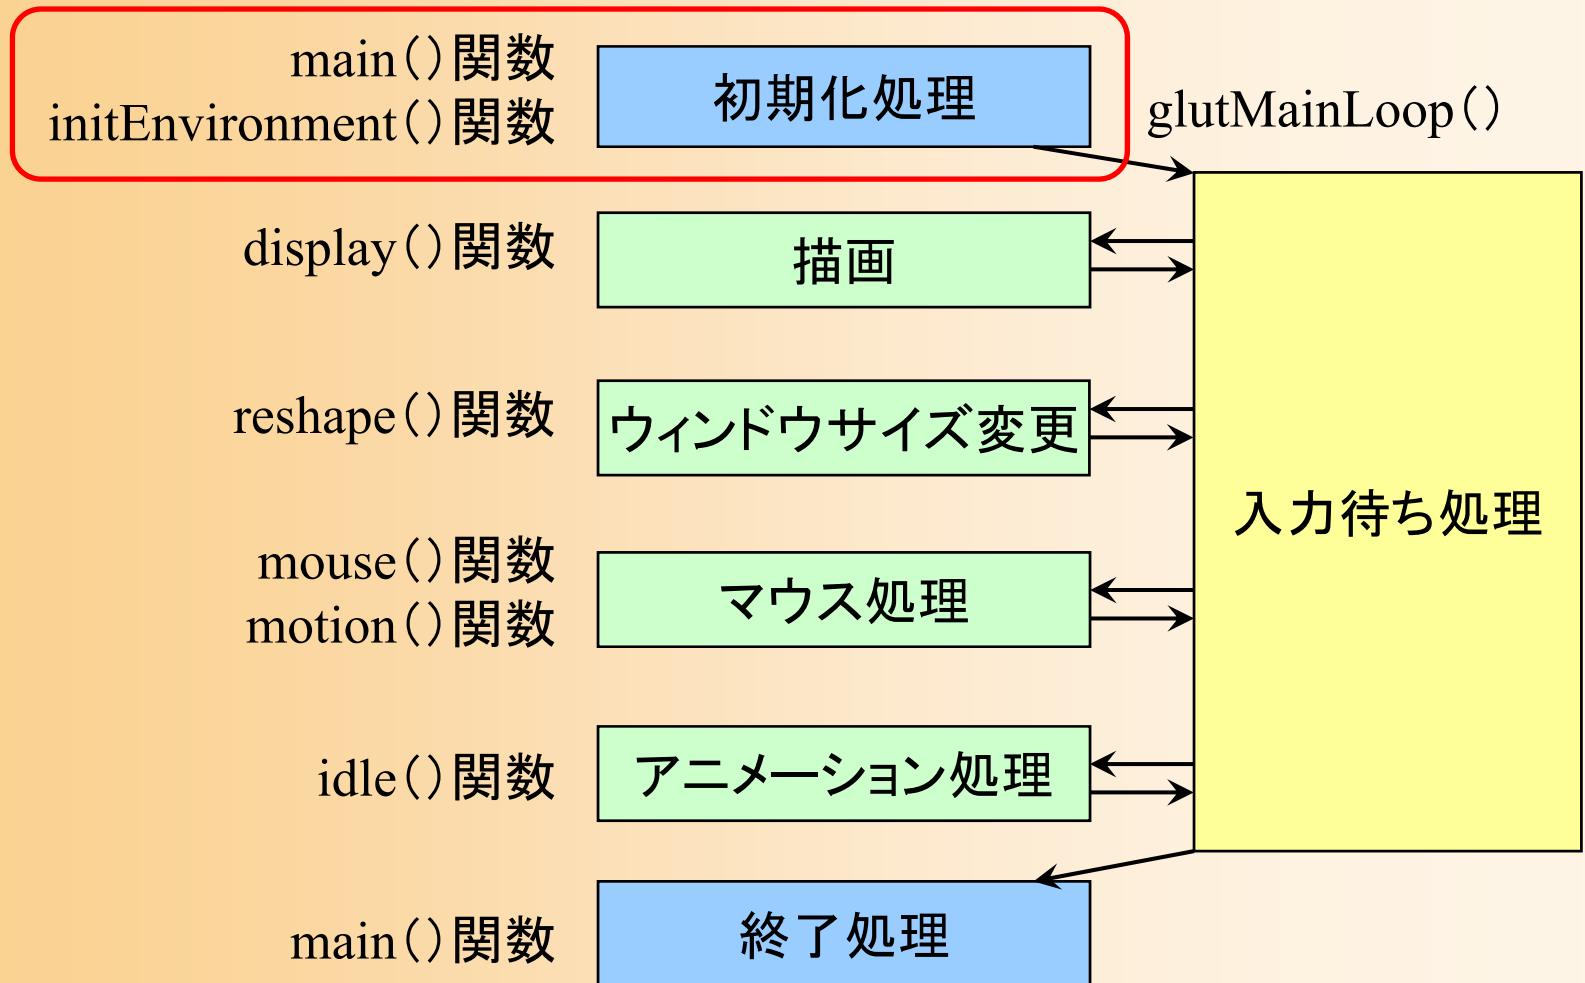 main()関数
initEnvironment()関数
初期化処理
glutMainLoop()
display()関数
描画
reshape()関数
ウィンドウサイズ変更
入力待ち処理
mouse()関数
motion()関数
マウス処理
idle()関数
アニメーション処理
main()関数
終了処理